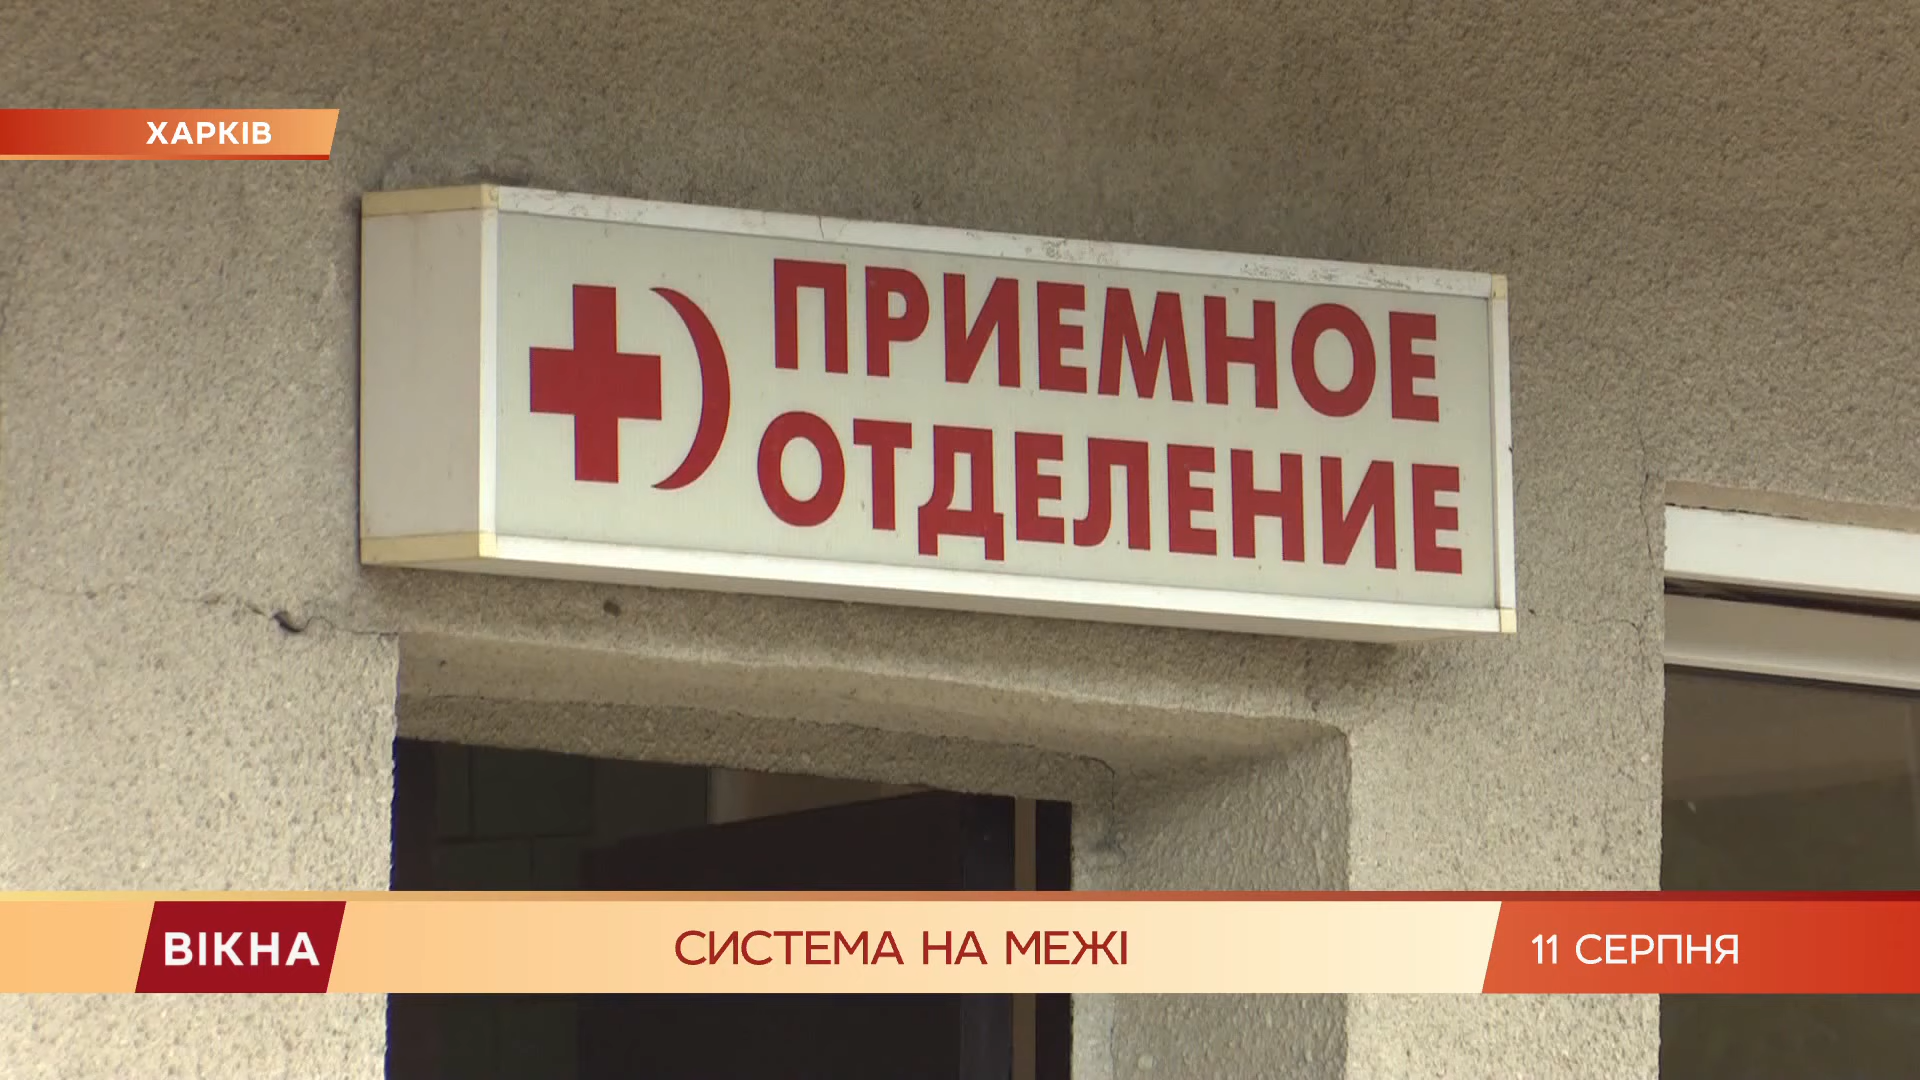 ХАРКІВ
ПРИЕМНОЕ
ОТДЕЛЕНИЕ
ВІКНА
СИСТЕМА НА МЕЖІ
11 СЕРПНЯ